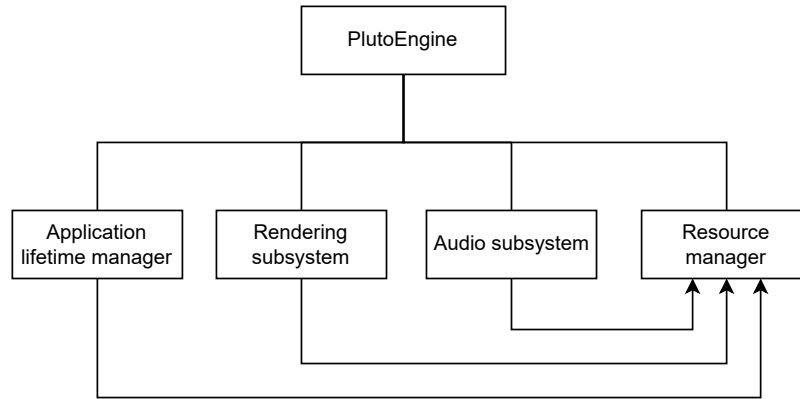 PlutoEngine
Application
lifetime manager
Rendering
subsystem
Audio subsystem
Resource
manager